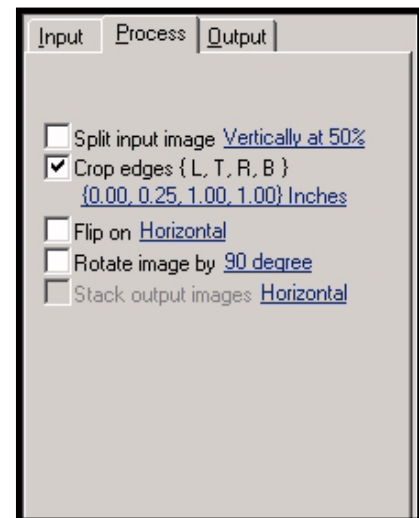 Input Process Output
Split input image Vertically at 50%
Crop edges { L, T, R, B }
{0.00, 0.25, 1.00, 1.00} Inches
Flip on Horizontal
Rotate image by 90 degree
Stack output images Horizontal